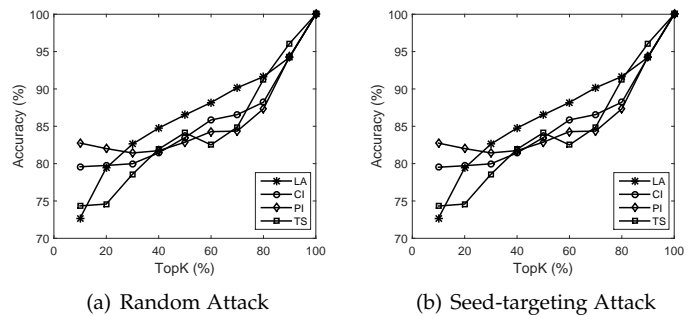 100
95
90
85
80
75
70
Accuracy (%)
0 20 40 60 80 100
TopK (%)
LA
CI
PI
TS
(a) Random Attack
100
95
90
85
80
75
70
Accuracy (%)
0 20 40 60 80 100
TopK (%)
LA
CI
PI
TS
(b) Seed-targeting Attack